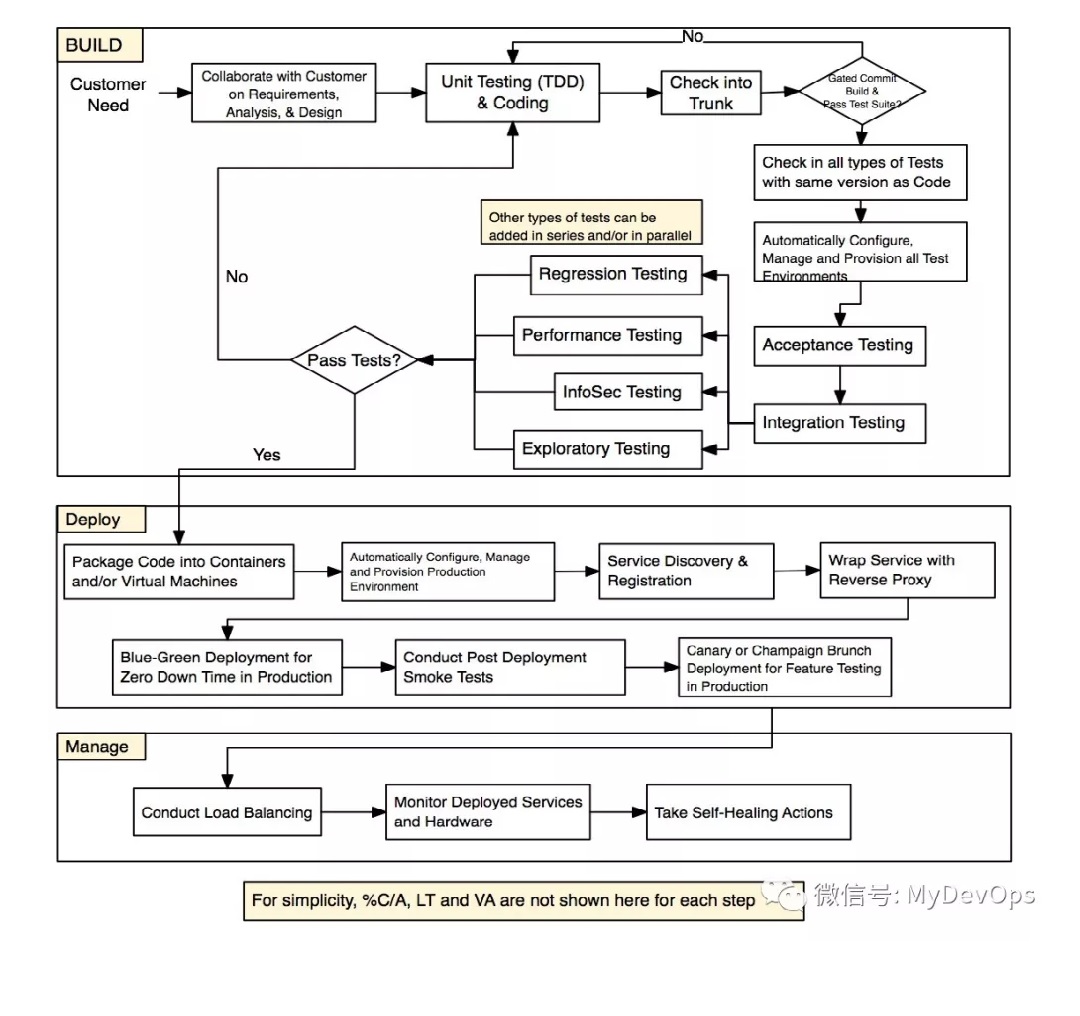 BUILD
No
Customer
Need
Collaborate with Customer
on Requirements,
Analysis, & Design
Unit Testing (TDD)
& Coding
Check into
Trunk
Gated Commit
Build &
Pass Test Suite?
Check in all types of Tests
with same version as Code
Other types of tests can be
added in series and/or in parallel
Automatically Configure,
Manage and Provision all Test
Environments
No
Regression Testing
Performance Testing
Acceptance Testing
Pass Tests?
InfoSec Testing
Integration Testing
Exploratory Testing
Yes
Deploy
Package Code into Containers
and/or Virtual Machines
Automatically Configure, Manage
and Provision Production
Environment
Service Discovery &
Registration
Wrap Service with
Reverse Proxy
Blue-Green Deployment for
Zero Down Time in Production
Conduct Post Deployment
Smoke Tests
Canary or Champaign Brunch
Deployment for Feature Testing
in Production
Manage
Conduct Load Balancing
Monitor Deployed Services
and Hardware
Take Self-Healing Actions
For simplicity, %C/A, LT and VA are not shown here for each step
微信号: MyDevOps